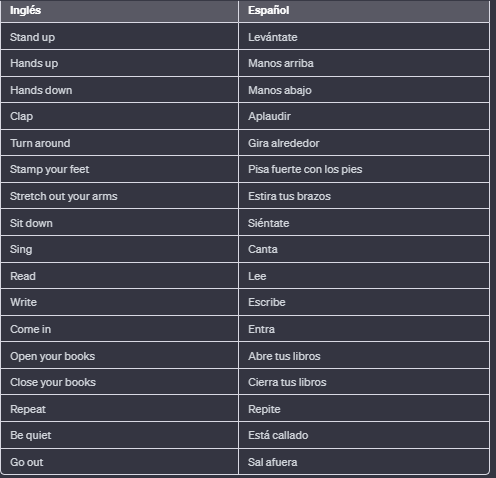 Inglés Español
Stand up Levántate
Hands up Manos arriba
Hands down Manos abajo
Clap Aplaudir
Turn around Gira alrededor
Stamp your feet Pisa fuerte con los pies
Stretch out your arms Estira tus brazos
Sit down Siéntate
Sing Canta
Read Lee
Write Escribe
Come in Entra
Open your books Abre tus libros
Close your books Cierra tus libros
Repeat Repite
Be quiet Está callado
Go out Sal afuera